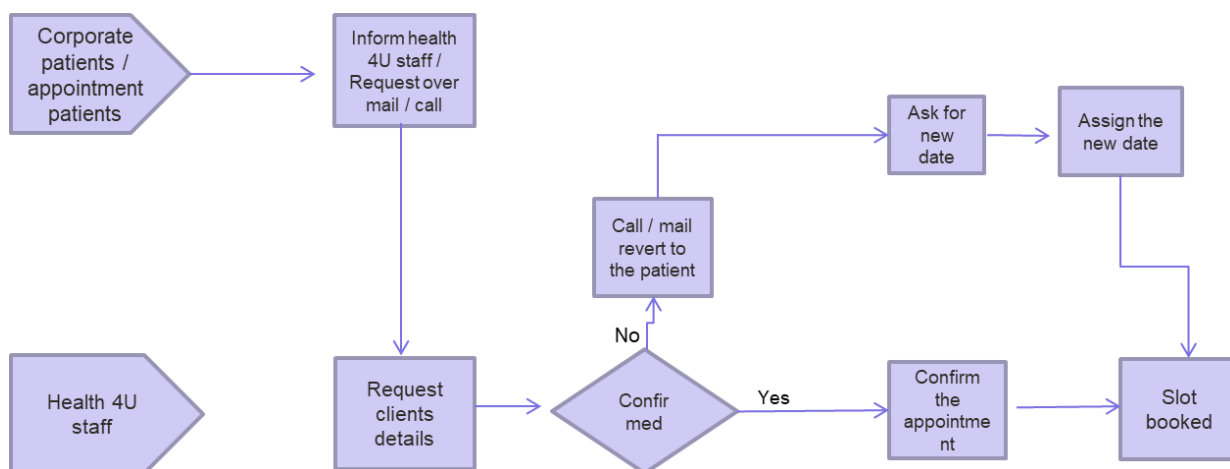 Corporate
patients /
appointment
patients
Inform health
4U staff /
Request over
mail / call
Ask for
new
date
Assign the
new date
Call / mail
revert to
the patient
No
Health 4U
staff
Request
clients
details
Confir
med
Yes
Confirm
the
appointme
nt
Slot
booked